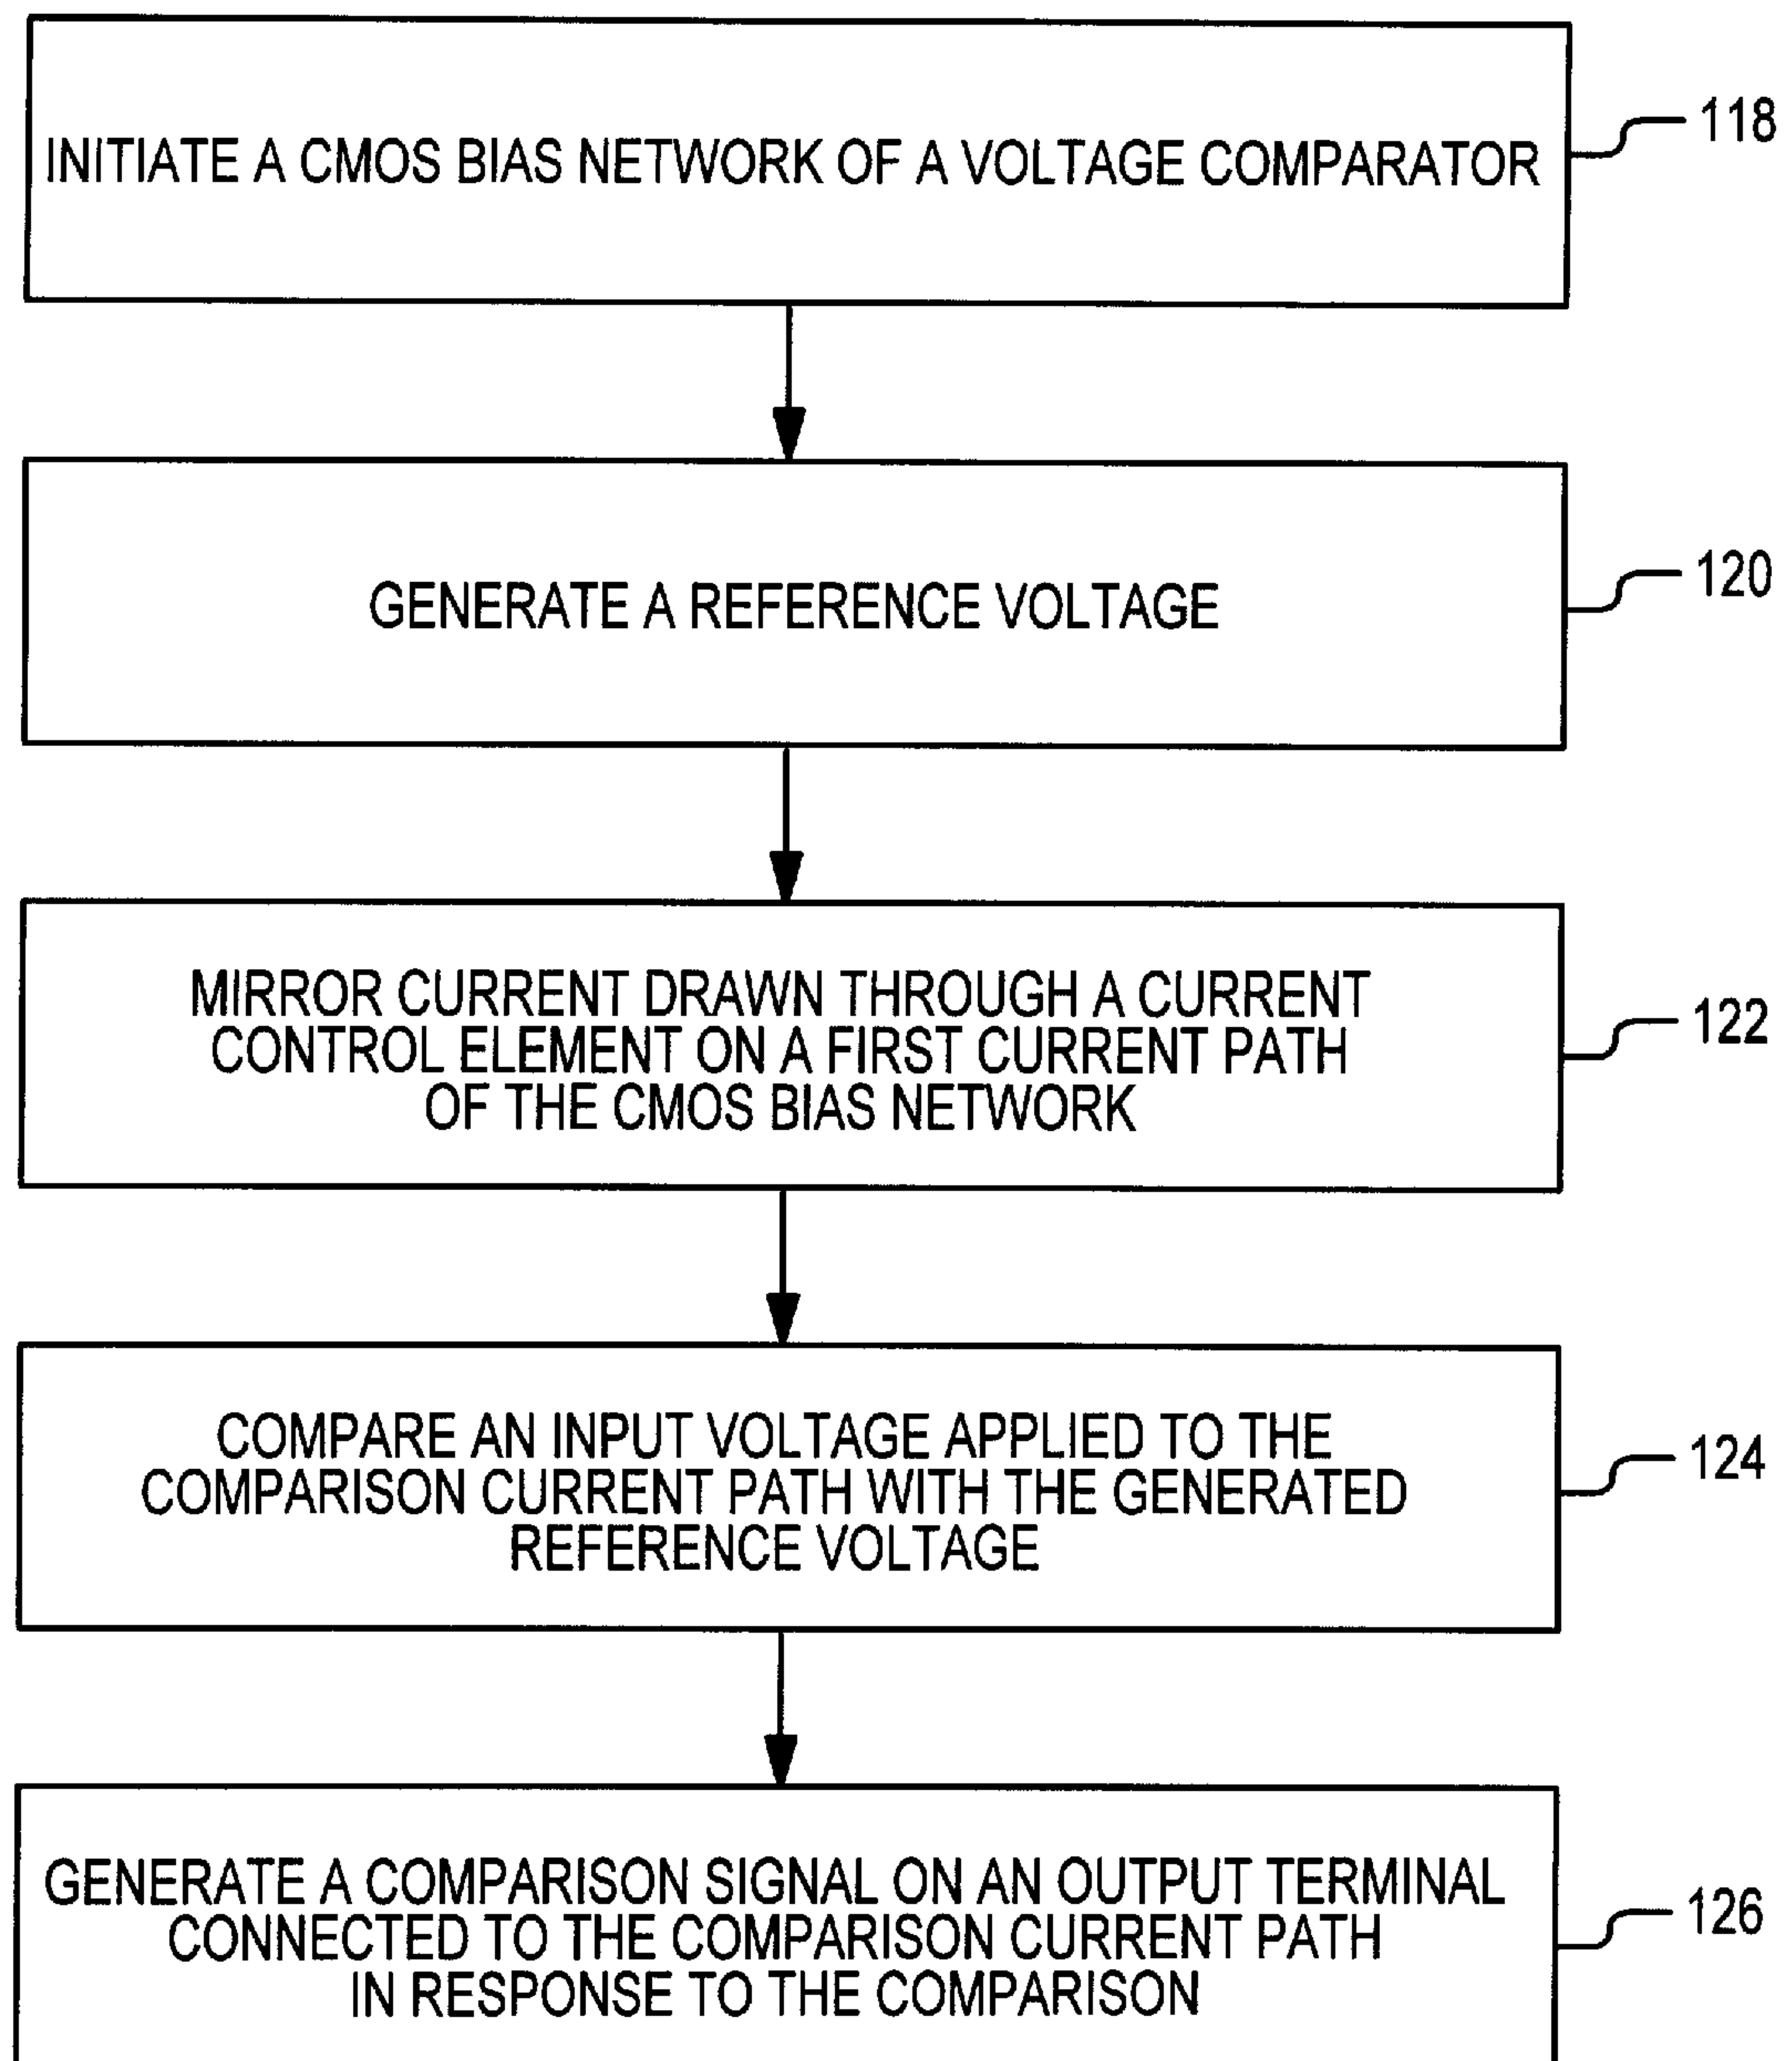 INITIATE A CMOS BIAS NETWORK OF A VOLTAGE COMPARATOR
118
GENERATE A REFERENCE VOLTAGE
120
MIRROR CURRENT DRAWN THROUGH A CURRENT
CONTROL ELEMENT ON A FIRST CURRENT PATH
OF THE CMOS BIAS NETWORK
122
COMPARE AN INPUT VOLTAGE APPLIED TO THE
COMPARISON CURRENT PATH WITH THE GENERATED
REFERENCE VOLTAGE
124
GENERATE A COMPARISON SIGNAL ON AN OUTPUT TERMINAL
CONNECTED TO THE COMPARISON CURRENT PATH
IN RESPONSE TO THE COMPARISON
126